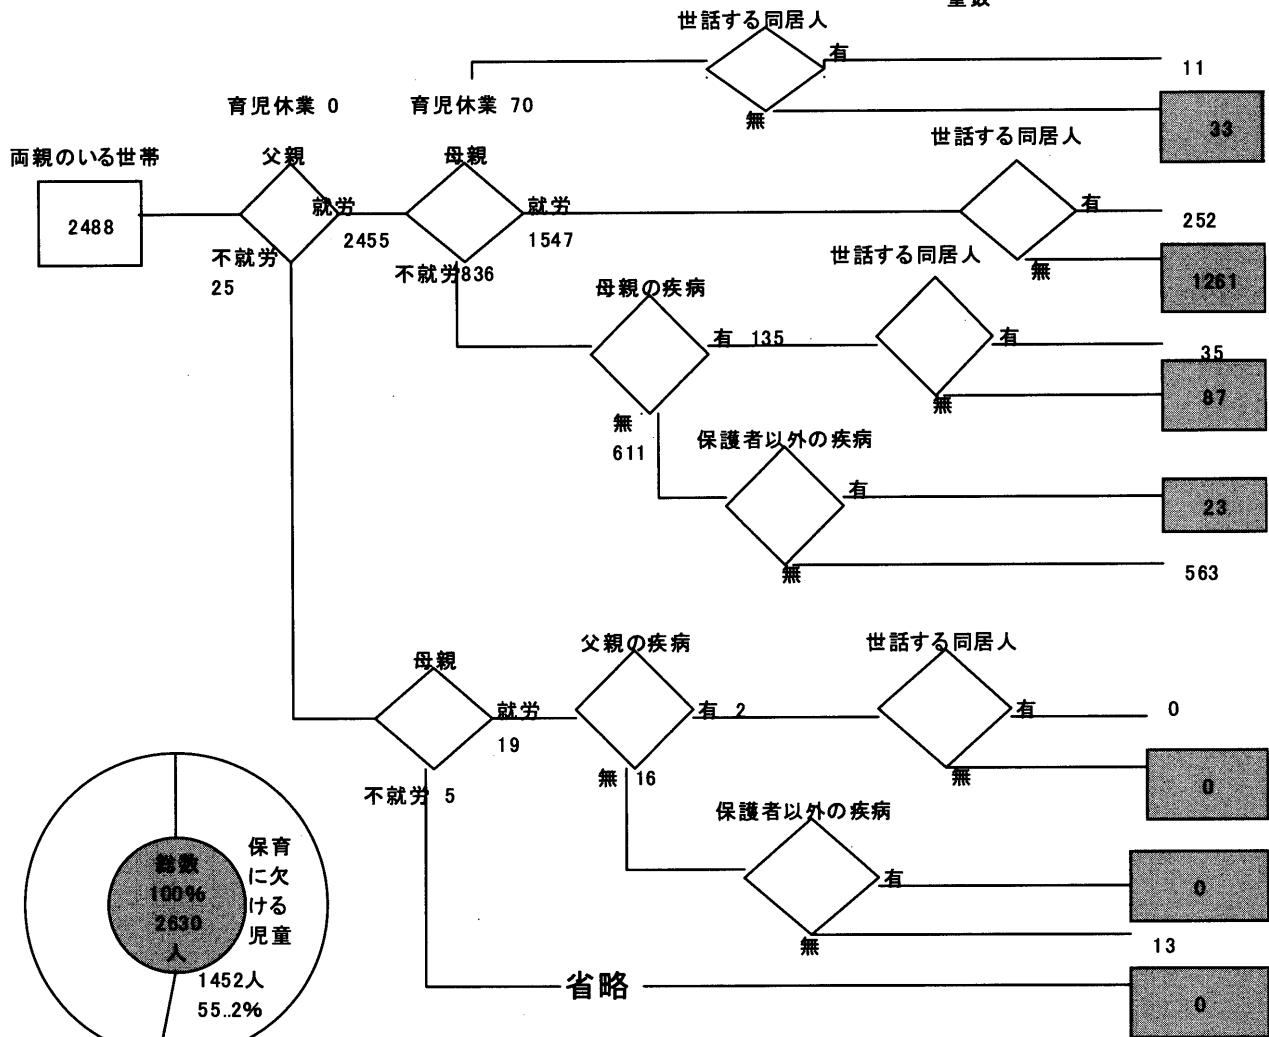 世話する同居人
有
11
育児休業 0
育児休業 70
無
33
世話する同居人
両親のいる世帯
父親
母親
2488
就労
2455
就労
1547
有
252
不就労
25
不就労836
世話する同居人
無
1261
母親の疾病
有 135
有
35
無
87
無
611
保護者以外の疾病
有
23
無
563
母親
父親の疾病
世話する同居人
就労
19
有 2
有
0
不就労 5
無 16
無
0
保護者以外の疾病
有
0
無
13
省略
0
総数
100%
2630
人
保育
に欠
ける
児童
1452人
55..2%